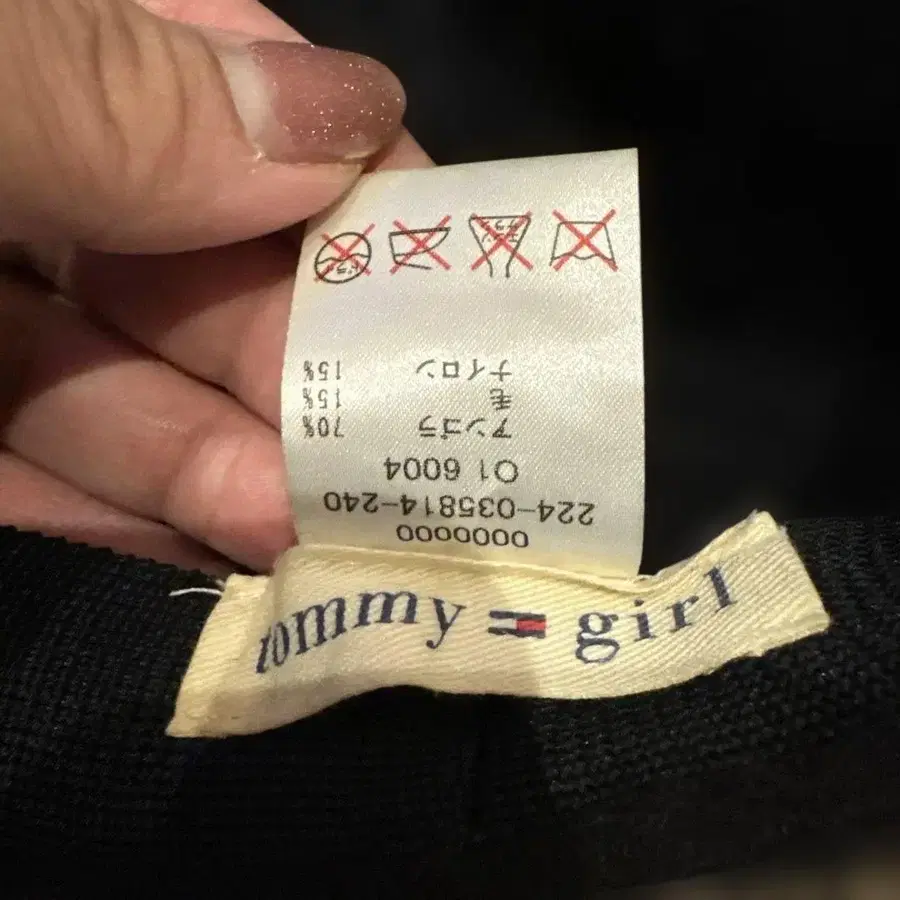 0000000
224-035814-240
01 6004
アンゴラ 70%
毛 15%
ナイロン 15%
tommy girl